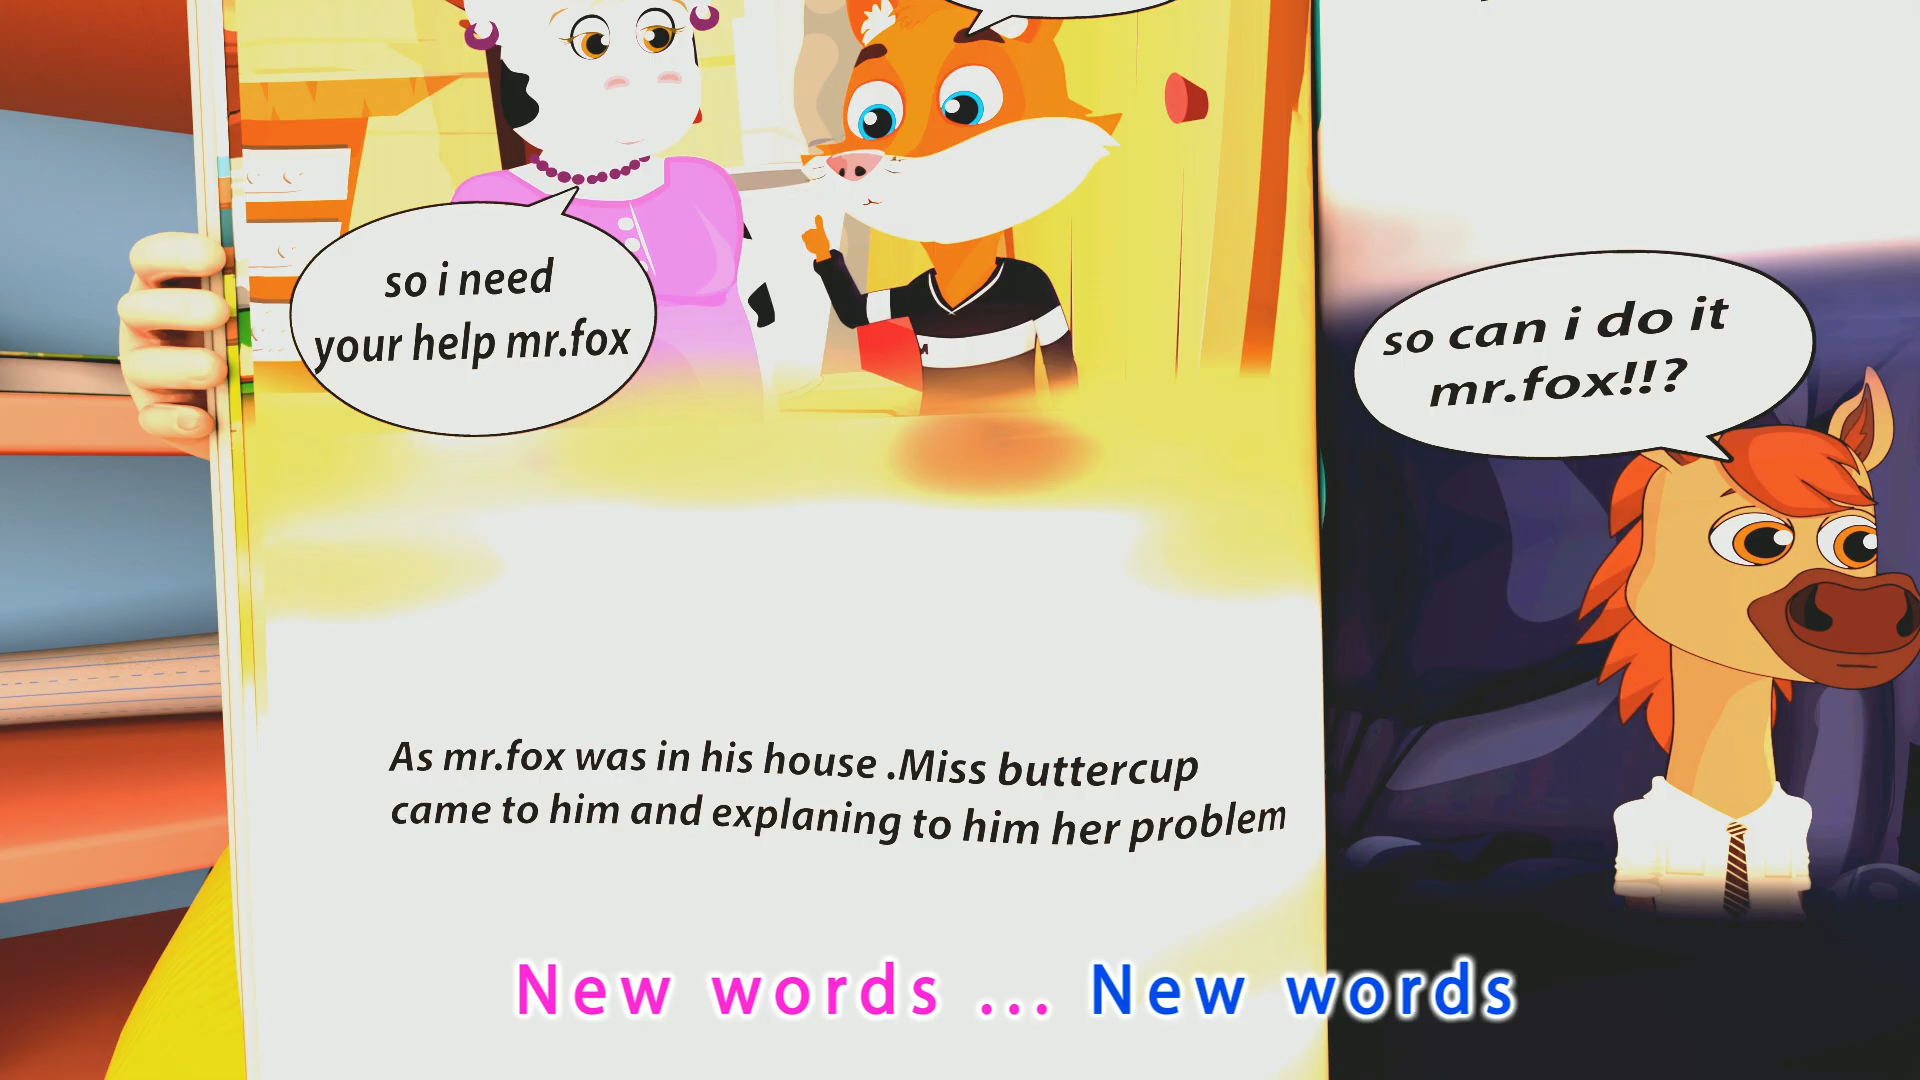 so i need
your help mr.fox
so can i do it
mr.fox!!?
As mr.fox was in his house .Miss buttercup
came to him and explaning to him her problem
New words ... New words